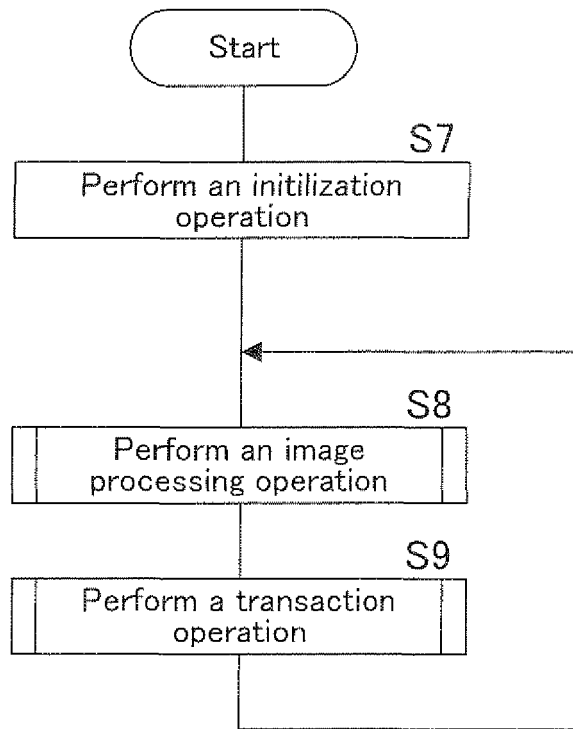 Start
S7
Perform an initilization
operation
S8
Perform an image
processing operation
S9
Perform a transaction
operation